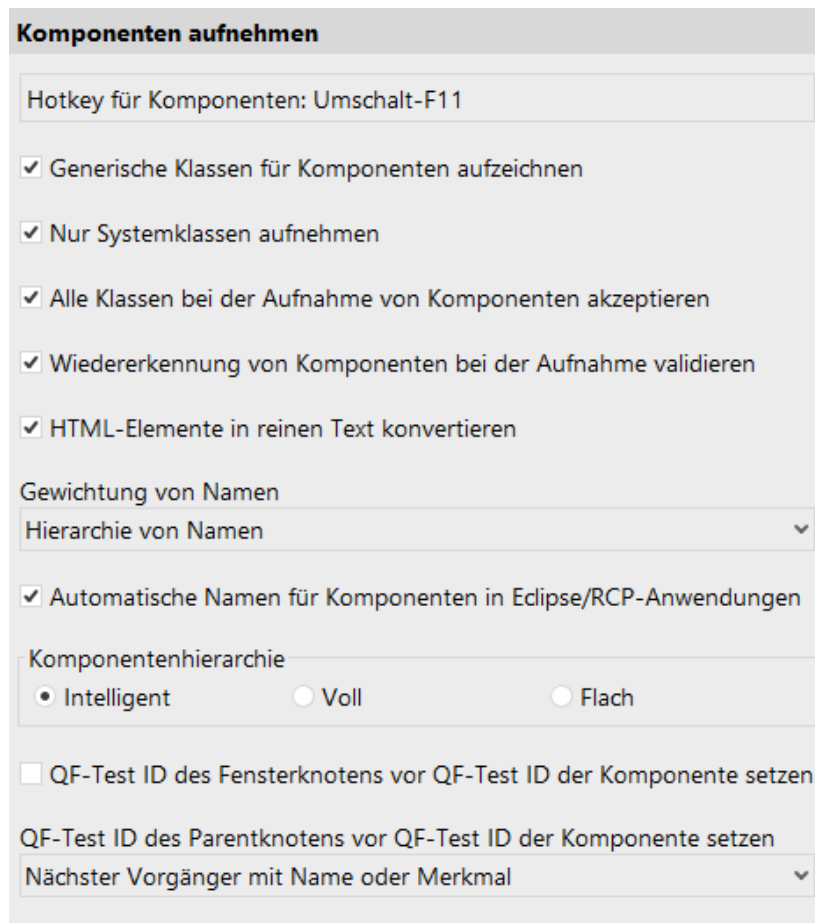 Komponenten aufnehmen
Hotkey für Komponenten: Umschalt-F11
Generische Klassen für Komponenten aufzeichnen
Nur Systemklassen aufnehmen
Alle Klassen bei der Aufnahme von Komponenten akzeptieren
Wiedererkennung von Komponenten bei der Aufnahme validieren
HTML-Elemente in reinen Text konvertieren
Gewichtung von Namen
Hierarchie von Namen
Automatische Namen für Komponenten in Eclipse/RCP-Anwendungen
Komponentenhierarchie
Intelligent Voll Flach
QF-Test ID des Fensterknotens vor QF-Test ID der Komponente setzen
QF-Test ID des Parentknotens vor QF-Test ID der Komponente setzen
Nächster Vorgänger mit Name oder Merkmal